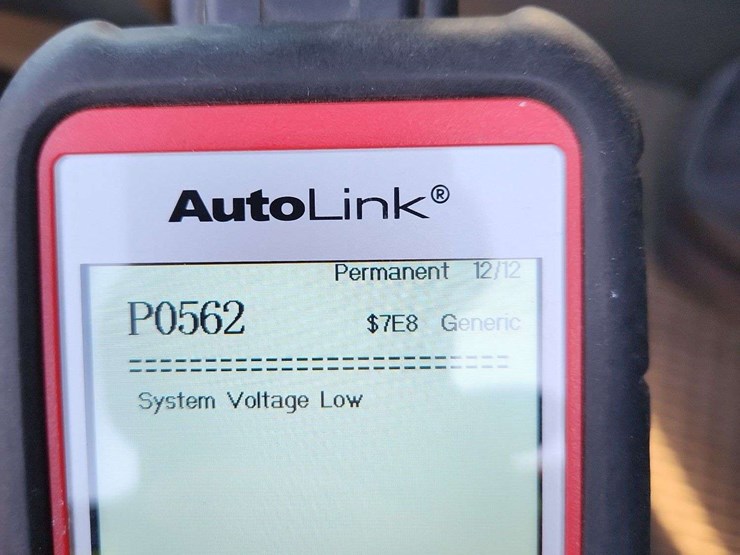 AutoLink®
Permanent 12/12
P0562 $7E8 Generic
==============================
System Voltage Low